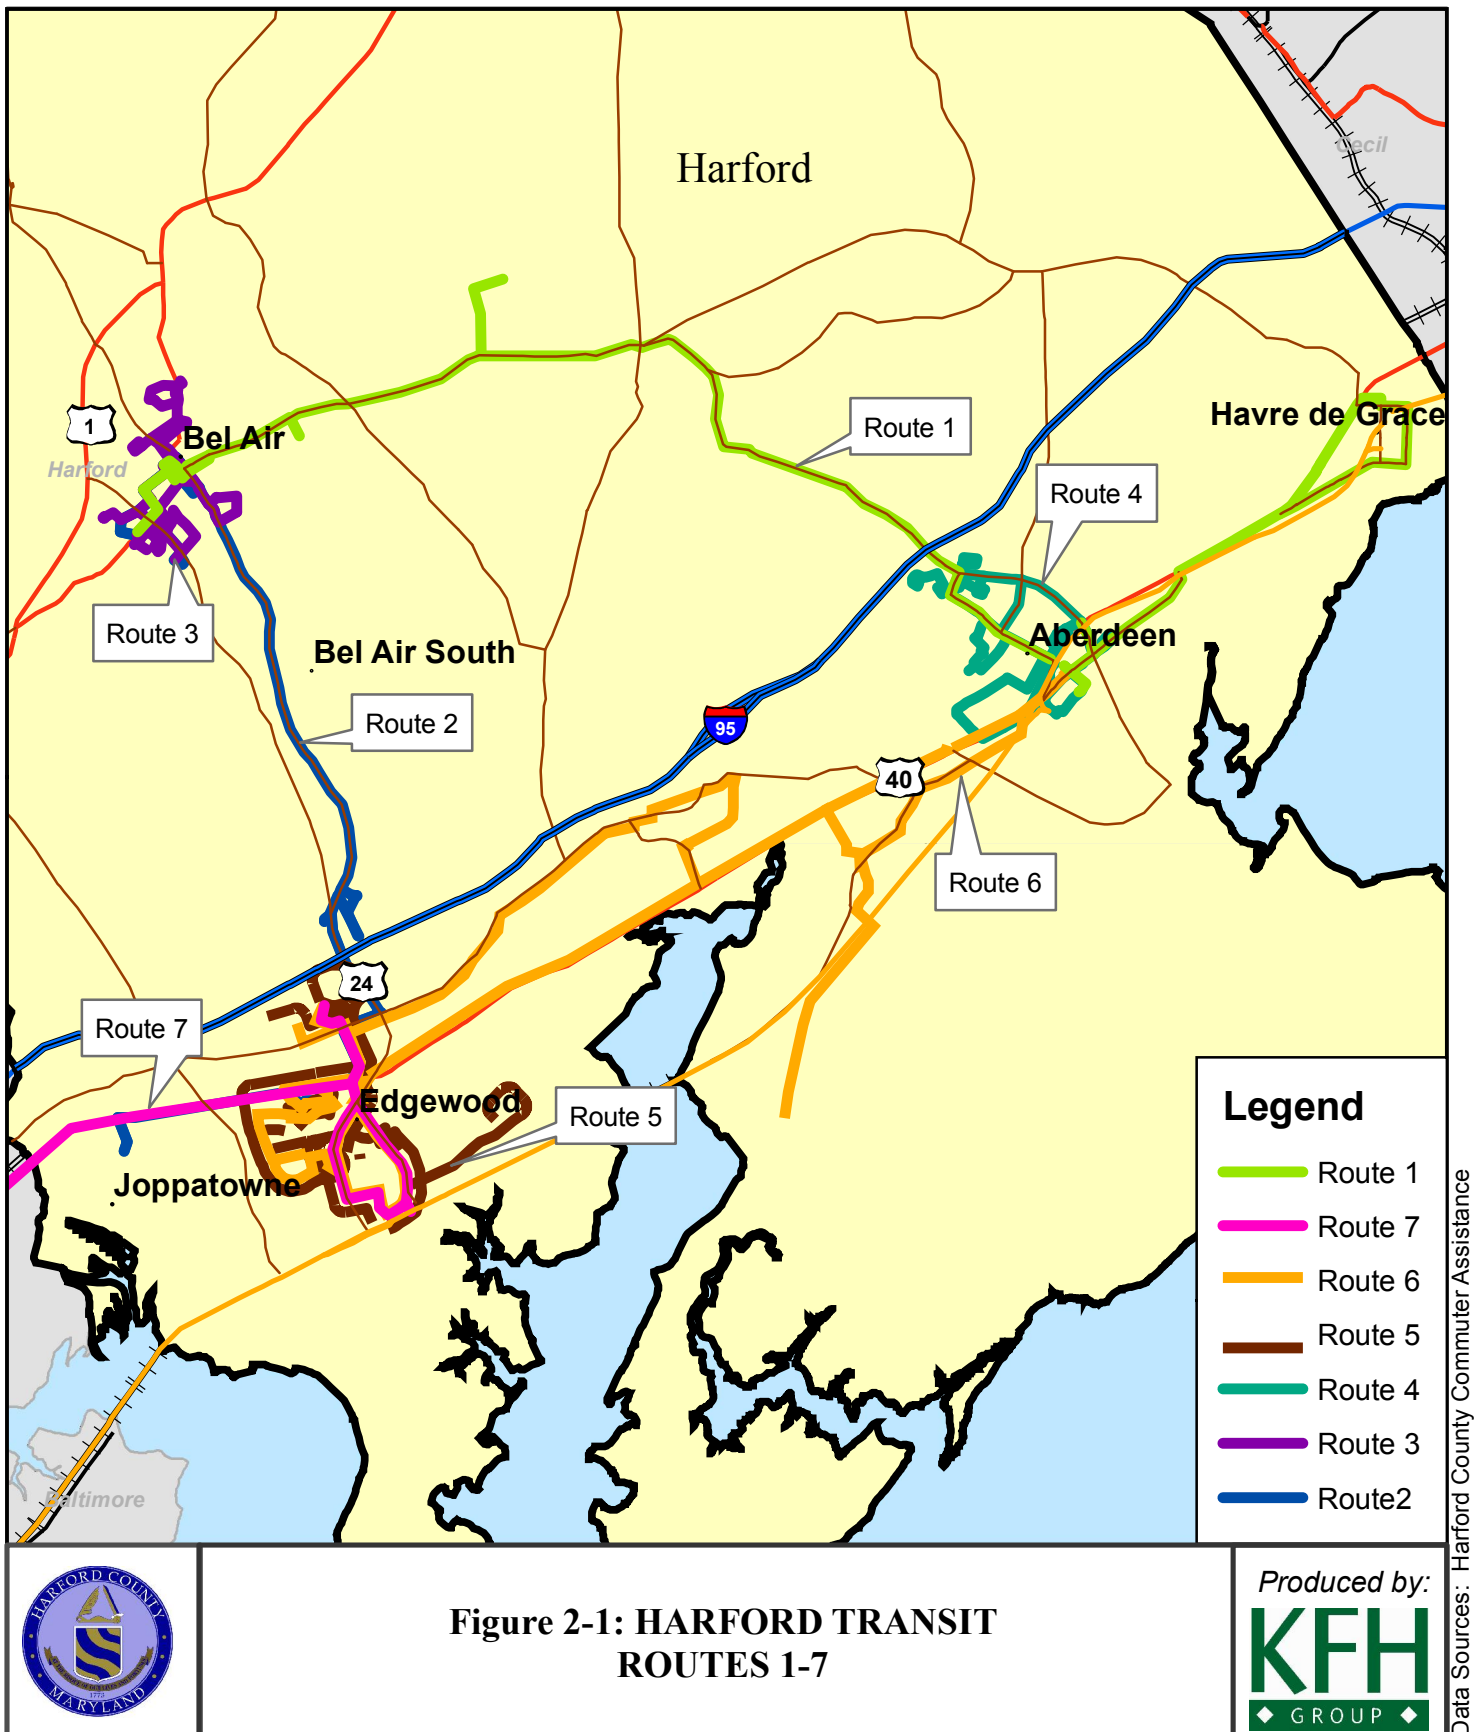 Harford
Cecil
Havre de Grace
1
Bel Air
Harford
Route 1
Route 4
Route 3
Aberdeen
Bel Air South
Route 2
95
40
Route 6
24
Route 7
Edgewood
Route 5
Joppatowne
Baltimore
Legend
Route 1
Route 7
Route 6
Route 5
Route 4
Route 3
Route2
Data Sources: Harford County Commuter Assistance
HARFORD COUNTY
1773
MARYLAND
Figure 2-1: HARFORD TRANSIT
ROUTES 1-7
Produced by:
KFH
GROUP